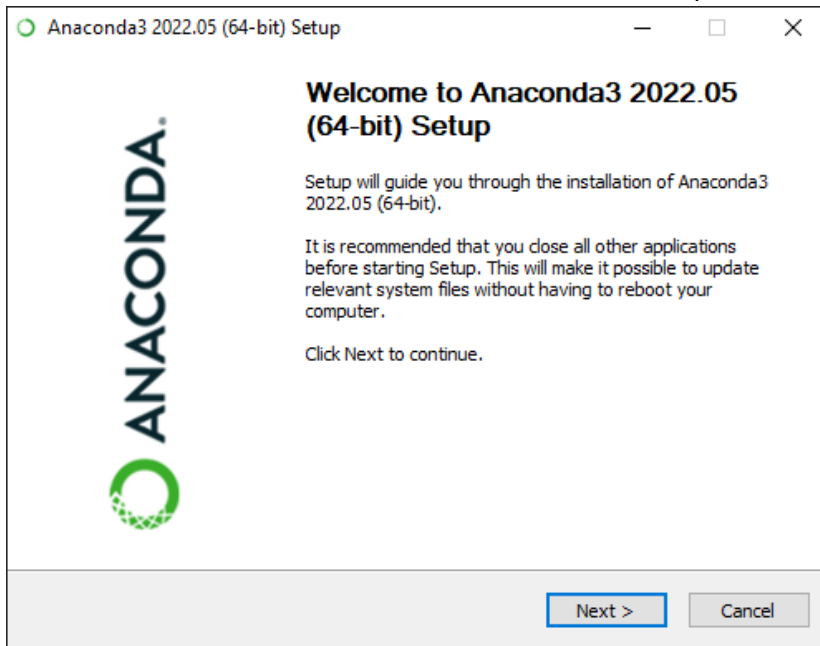 Anaconda3 2022.05 (64-bit) Setup
ANACONDA.
Welcome to Anaconda3 2022.05
(64-bit) Setup
Setup will guide you through the installation of Anaconda3
2022.05 (64-bit).
It is recommended that you close all other applications
before starting Setup. This will make it possible to update
relevant system files without having to reboot your
computer.
Click Next to continue.
Next >
Cancel